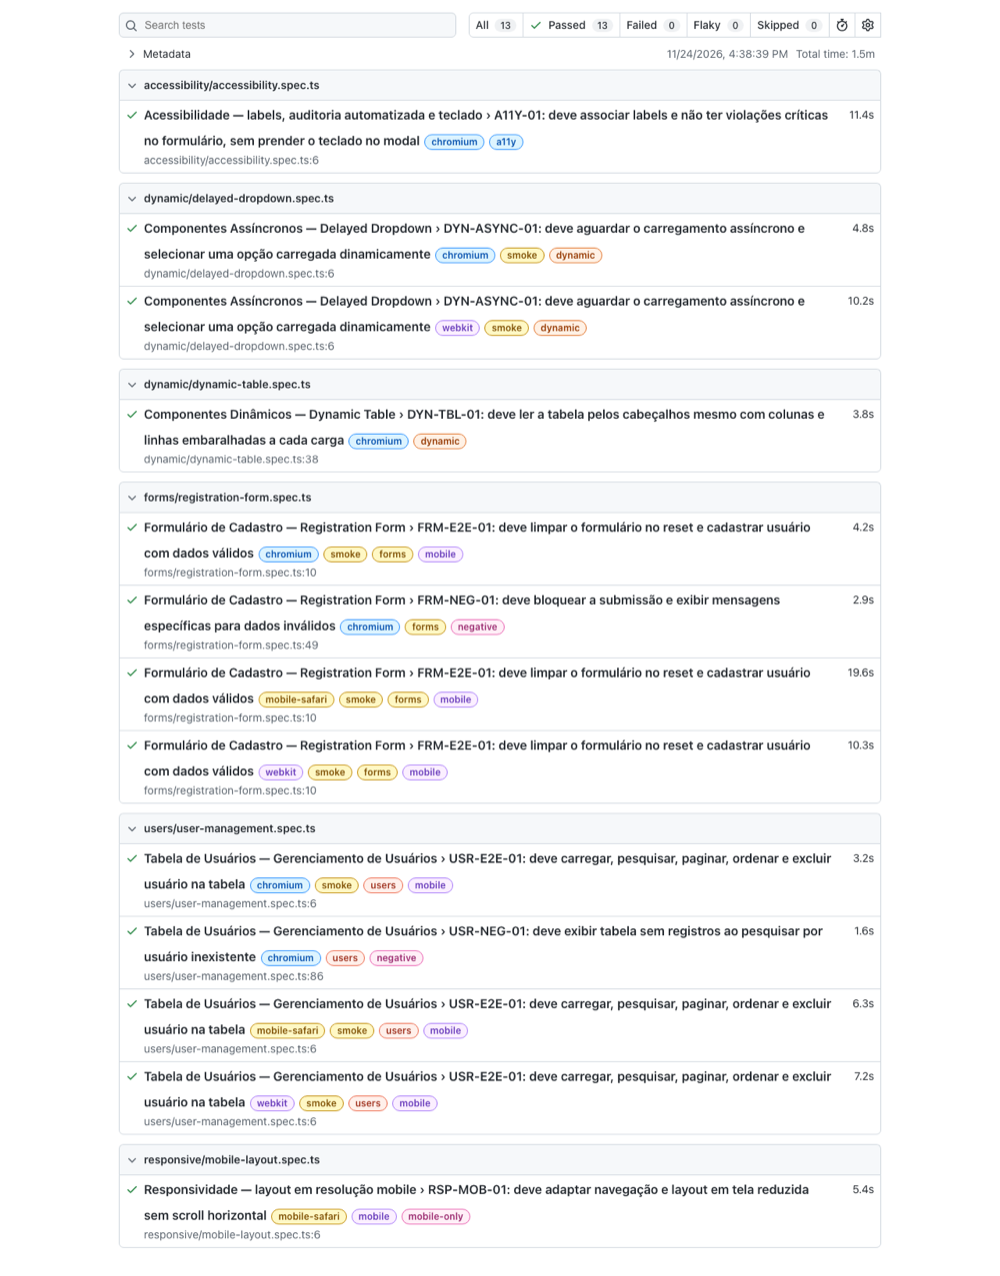 Search tests
All 13 Passed 13 Failed 0 Flaky 0 Skipped 0
Metadata 11/24/2026, 4:38:39 PM Total time: 1.5m
accessibility/accessibility.spec.ts
Acessibilidade — labels, auditoria automatizada e teclado › A11Y-01: deve associar labels e não ter violações críticas 11.4s
no formulário, sem prender o teclado no modal chromium a11y
accessibility/accessibility.spec.ts:6
dynamic/delayed-dropdown.spec.ts
Componentes Assíncronos — Delayed Dropdown › DYN-ASYNC-01: deve aguardar o carregamento assíncrono e 4.8s
selecionar uma opção carregada dinamicamente chromium smoke dynamic
dynamic/delayed-dropdown.spec.ts:6
Componentes Assíncronos — Delayed Dropdown › DYN-ASYNC-01: deve aguardar o carregamento assíncrono e 10.2s
selecionar uma opção carregada dinamicamente webkit smoke dynamic
dynamic/delayed-dropdown.spec.ts:6
dynamic/dynamic-table.spec.ts
Componentes Dinâmicos — Dynamic Table › DYN-TBL-01: deve ler a tabela pelos cabeçalhos mesmo com colunas e 3.8s
linhas embaralhadas a cada carga chromium dynamic
dynamic/dynamic-table.spec.ts:38
forms/registration-form.spec.ts
Formulário de Cadastro — Registration Form › FRM-E2E-01: deve limpar o formulário no reset e cadastrar usuário 4.2s
com dados válidos chromium smoke forms mobile
forms/registration-form.spec.ts:10
Formulário de Cadastro — Registration Form › FRM-NEG-01: deve bloquear a submissão e exibir mensagens 2.9s
específicas para dados inválidos chromium forms negative
forms/registration-form.spec.ts:49
Formulário de Cadastro — Registration Form › FRM-E2E-01: deve limpar o formulário no reset e cadastrar usuário 19.6s
com dados válidos mobile-safari smoke forms mobile
forms/registration-form.spec.ts:10
Formulário de Cadastro — Registration Form › FRM-E2E-01: deve limpar o formulário no reset e cadastrar usuário 10.3s
com dados válidos webkit smoke forms mobile
forms/registration-form.spec.ts:10
users/user-management.spec.ts
Tabela de Usuários — Gerenciamento de Usuários › USR-E2E-01: deve carregar, pesquisar, paginar, ordenar e excluir 3.2s
usuário na tabela chromium smoke users mobile
users/user-management.spec.ts:6
Tabela de Usuários — Gerenciamento de Usuários › USR-NEG-01: deve exibir tabela sem registros ao pesquisar por 1.6s
usuário inexistente chromium users negative
users/user-management.spec.ts:86
Tabela de Usuários — Gerenciamento de Usuários › USR-E2E-01: deve carregar, pesquisar, paginar, ordenar e excluir 6.3s
usuário na tabela mobile-safari smoke users mobile
users/user-management.spec.ts:6
Tabela de Usuários — Gerenciamento de Usuários › USR-E2E-01: deve carregar, pesquisar, paginar, ordenar e excluir 7.2s
usuário na tabela webkit smoke users mobile
users/user-management.spec.ts:6
responsive/mobile-layout.spec.ts
Responsividade — layout em resolução mobile › RSP-MOB-01: deve adaptar navegação e layout em tela reduzida 5.4s
sem scroll horizontal mobile-safari mobile mobile-only
responsive/mobile-layout.spec.ts:6